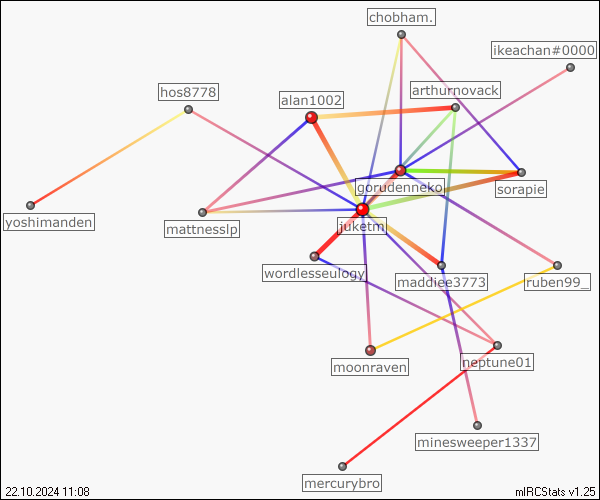 chobham.
ikeachan#0000
hos8778
alan1002
arthurnovack
gorudenneko
sorapie
yoshimanden
mattnesslp
juketm
wordlesseulogy
maddiee3773
ruben99_
moonraven
neptune01
minesweeper1337
mercurybro
22.10.2024 11:08
mIRCStats v1.25